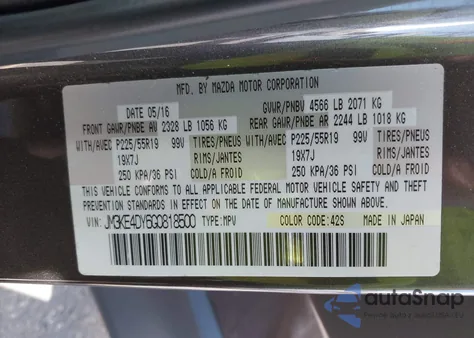 MFD. BY MAZDA MOTOR CORPORATION
DATE 05/16 GVWR/PNBV 4566 LB 2071 KG
FRONT GAWR/PNBE AV 2328 LB 1056 KG REAR GAWR/PNBE AR 2244 LB 1018 KG
WITH/AVEC P225/55R19 99V TIRES/PNEUS WITH/AVEC P225/55R19 99V TIRES/PNEUS
19X7J RIMS/JANTES 19X7J RIMS/JANTES
250 KPA/36 PSI COLD/A FROID 250 KPA/36 PSI COLD/A FROID
THIS VEHICLE CONFORMS TO ALL APPLICABLE FEDERAL MOTOR VEHICLE SAFETY AND THEFT
PREVENTION STANDARDS IN EFFECT ON THE DATE OF MANUFACTURE SHOWN ABOVE.
VIN: JM3KE4DY6G0818500 TYPE: MPV COLOR CODE: 42S MADE IN JAPAN
autoSnap